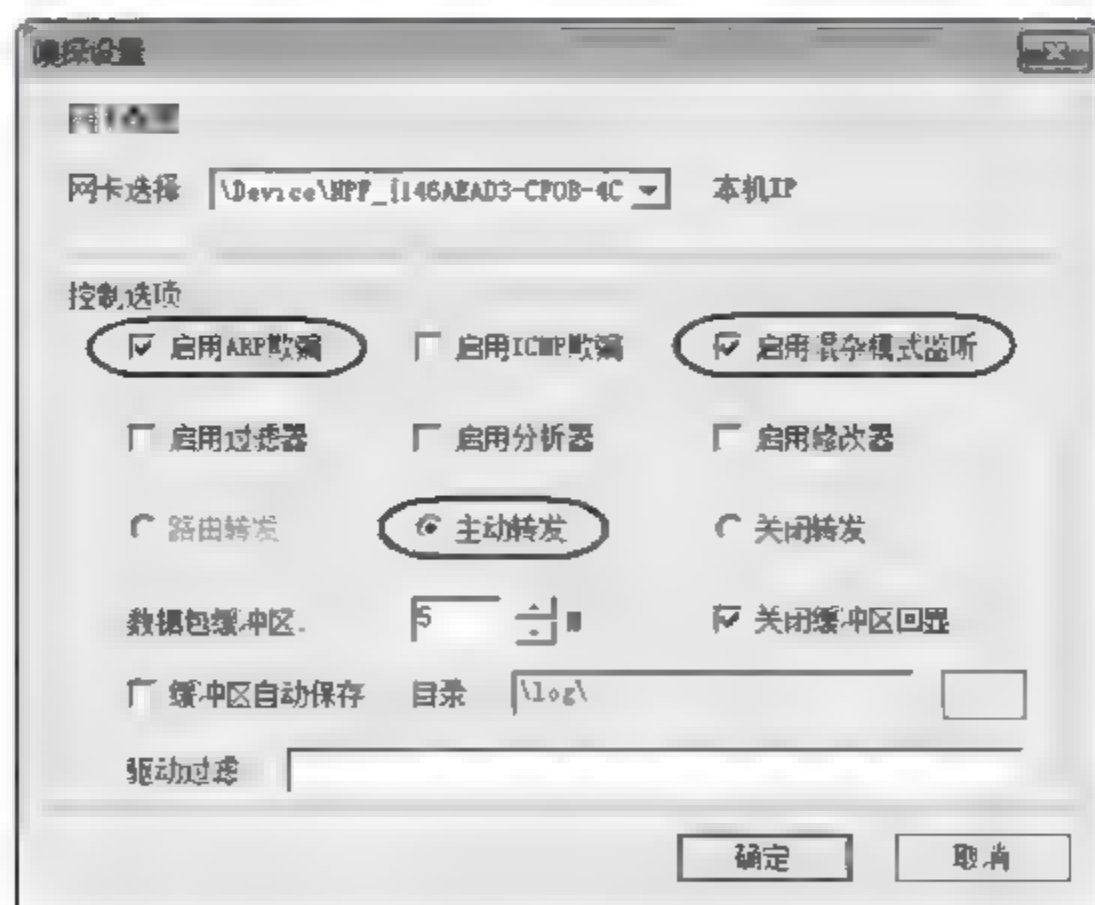 嗅探设置
网卡选择 \Device\NPF_{146AEAD3-CF0B-4C 本机IP
控制选项
启用ARP欺骗 启用ICMP欺骗 启用混杂模式监听
启用过滤器 启用分析器 启用修改器
路由转发 主动转发 关闭转发
数据包缓冲区. 5 M 关闭缓冲区回显
缓冲区自动保存 目录 \log\
驱动过滤
确定 取消